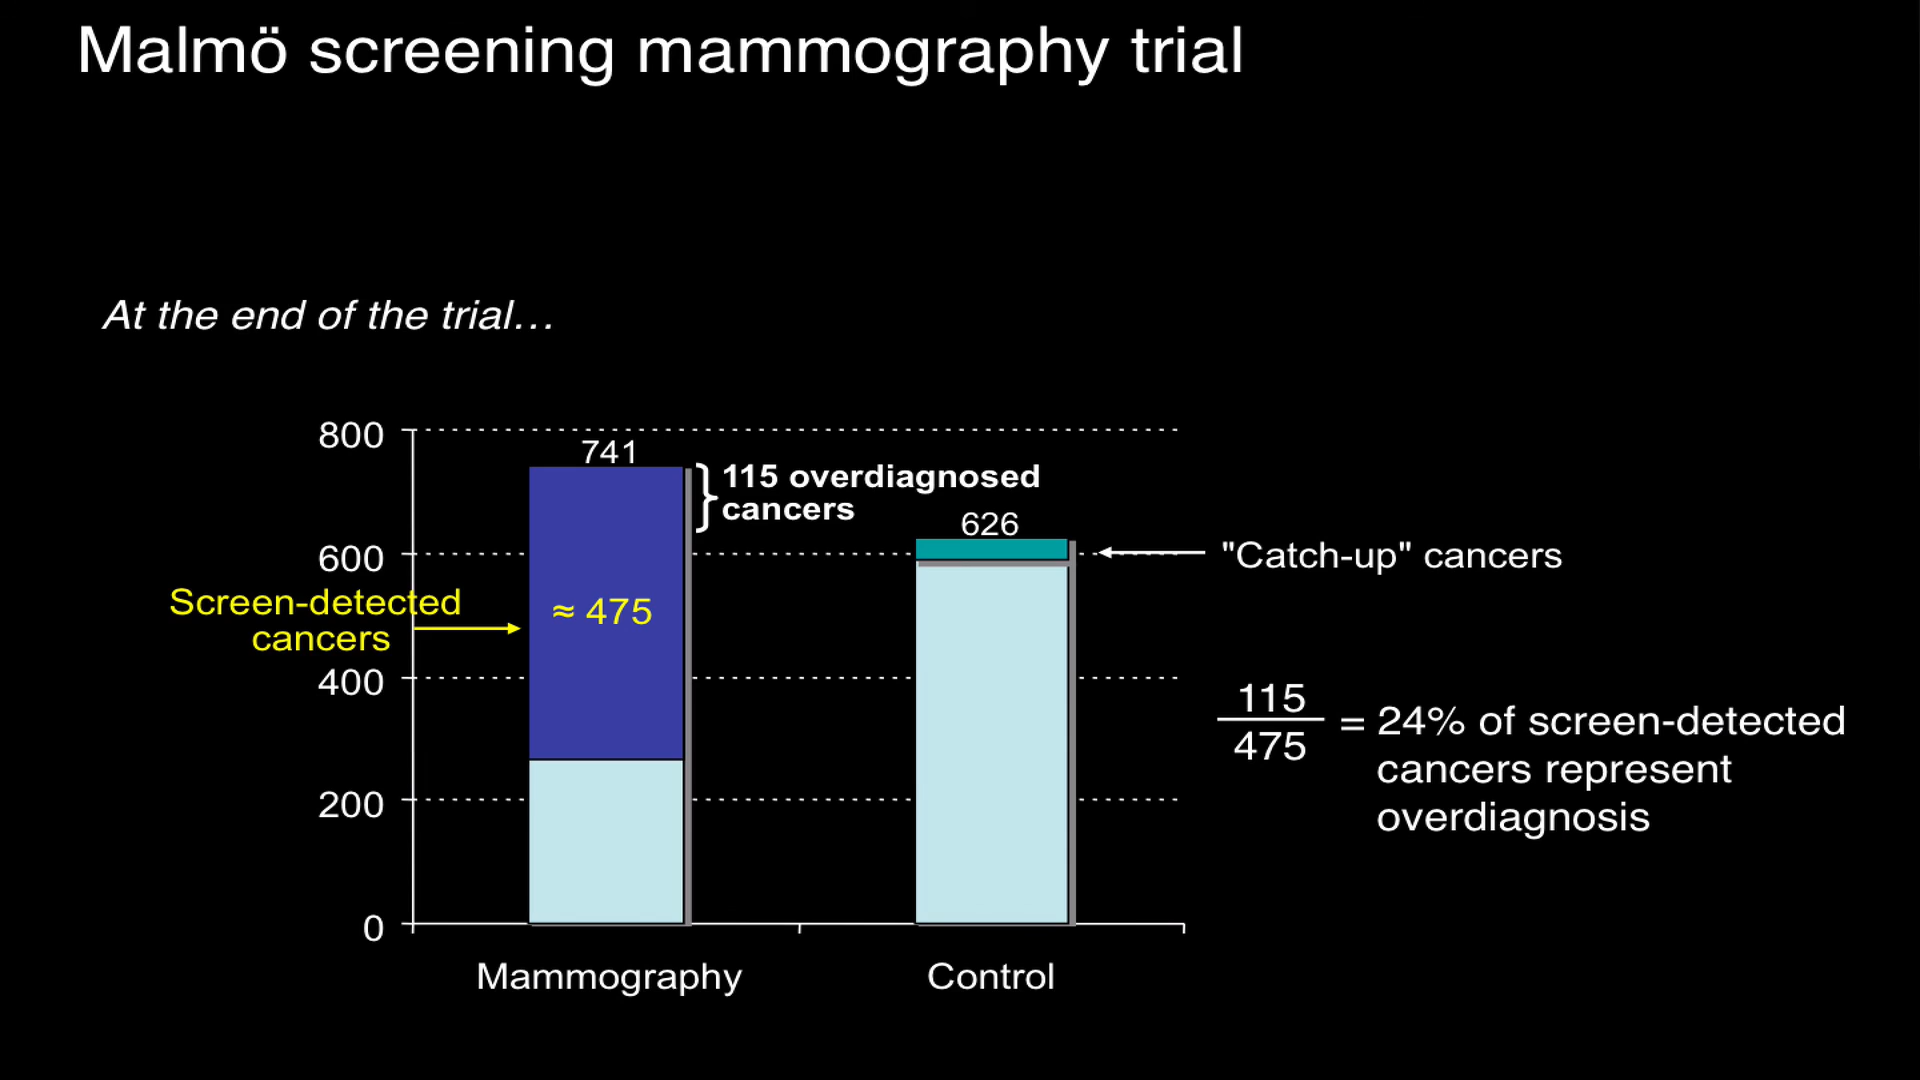 Malmö screening mammography trial
At the end of the trial...
800
741
115 overdiagnosed
cancers
626
600
"Catch-up" cancers
Screen-detected
cancers
≈ 475
400
115
475
= 24% of screen-detected
cancers represent
overdiagnosis
200
0
Mammography
Control